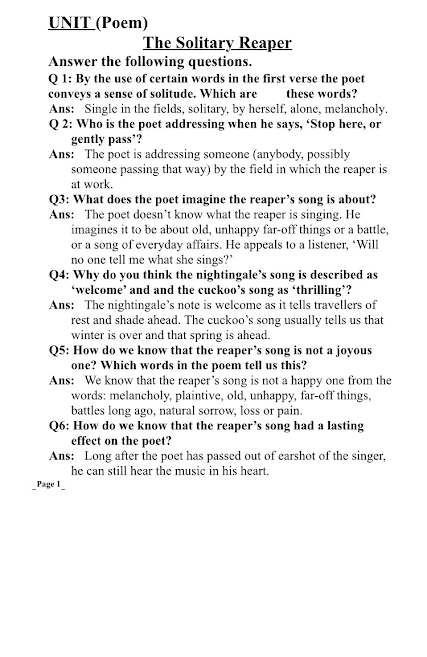 UNIT (Poem)
The Solitary Reaper
Answer the following questions.
Q 1: By the use of certain words in the first verse the poet
conveys a sense of solitude. Which are these words?
Ans: Single in the fields, solitary, by herself, alone, melancholy.
Q 2: Who is the poet addressing when he says, ‘Stop here, or
gently pass’?
Ans: The poet is addressing someone (anybody, possibly
someone passing that way) by the field in which the reaper is
at work.
Q3: What does the poet imagine the reaper’s song is about?
Ans: The poet doesn’t know what the reaper is singing. He
imagines it to be about old, unhappy far-off things or a battle,
or a song of everyday affairs. He appeals to a listener, ‘Will
no one tell me what she sings?’
Q4: Why do you think the nightingale’s song is described as
‘welcome’ and and the cuckoo’s song as ‘thrilling’?
Ans: The nightingale’s note is welcome as it tells travellers of
rest and shade ahead. The cuckoo’s song usually tells us that
winter is over and that spring is ahead.
Q5: How do we know that the reaper’s song is not a joyous
one? Which words in the poem tell us this?
Ans: We know that the reaper’s song is not a happy one from the
words: melancholy, plaintive, old, unhappy, far-off things,
battles long ago, natural sorrow, loss or pain.
Q6: How do we know that the reaper’s song had a lasting
effect on the poet?
Ans: Long after the poet has passed out of earshot of the singer,
he can still hear the music in his heart.
_Page 1_